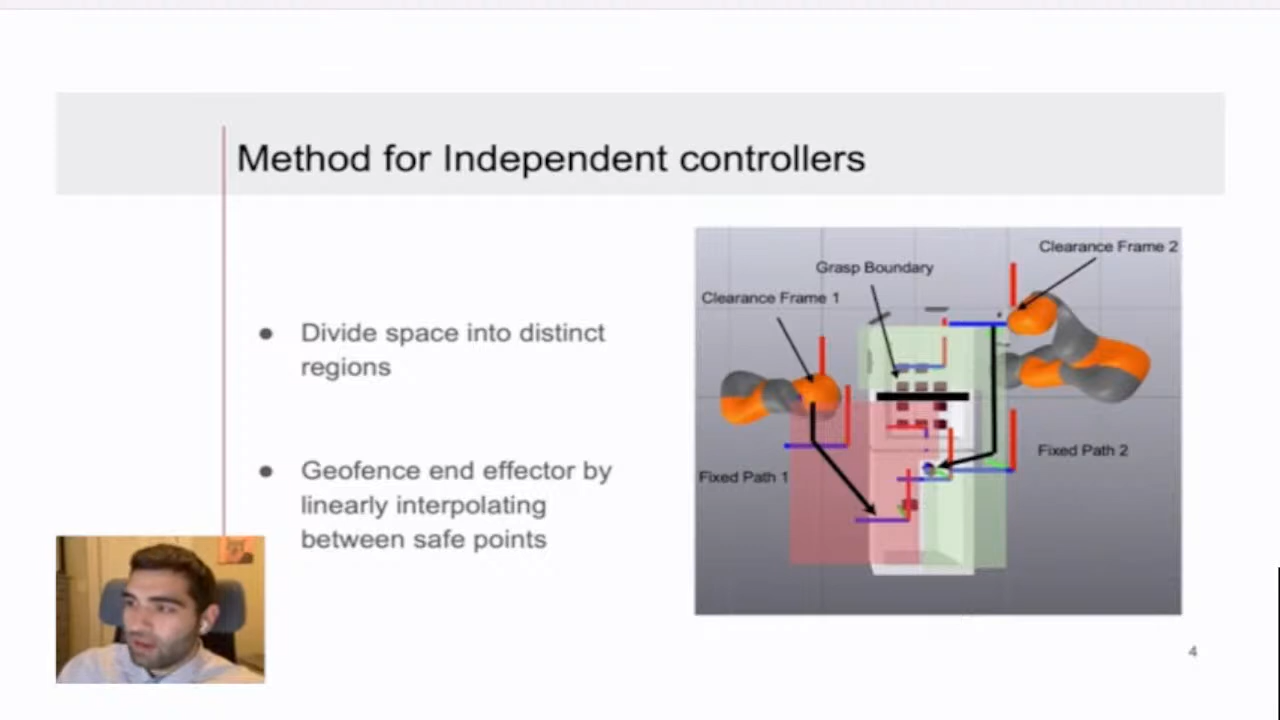 Method for Independent controllers
Divide space into distinct
regions
Geofence end effector by
linearly interpolating
between safe points
Clearance Frame 2
Grasp Boundary
Clearance Frame 1
Fixed Path 2
Fixed Path 1
4